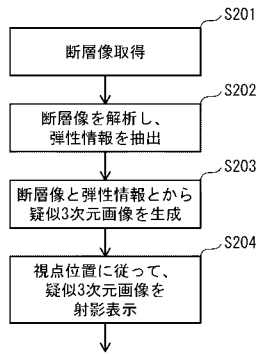 S201
断層像取得
S202
断層像を解析し、
弾性情報を抽出
S203
断層像と弾性情報とから
疑似3次元画像を生成
S204
視点位置に従って、
疑似3次元画像を
射影表示